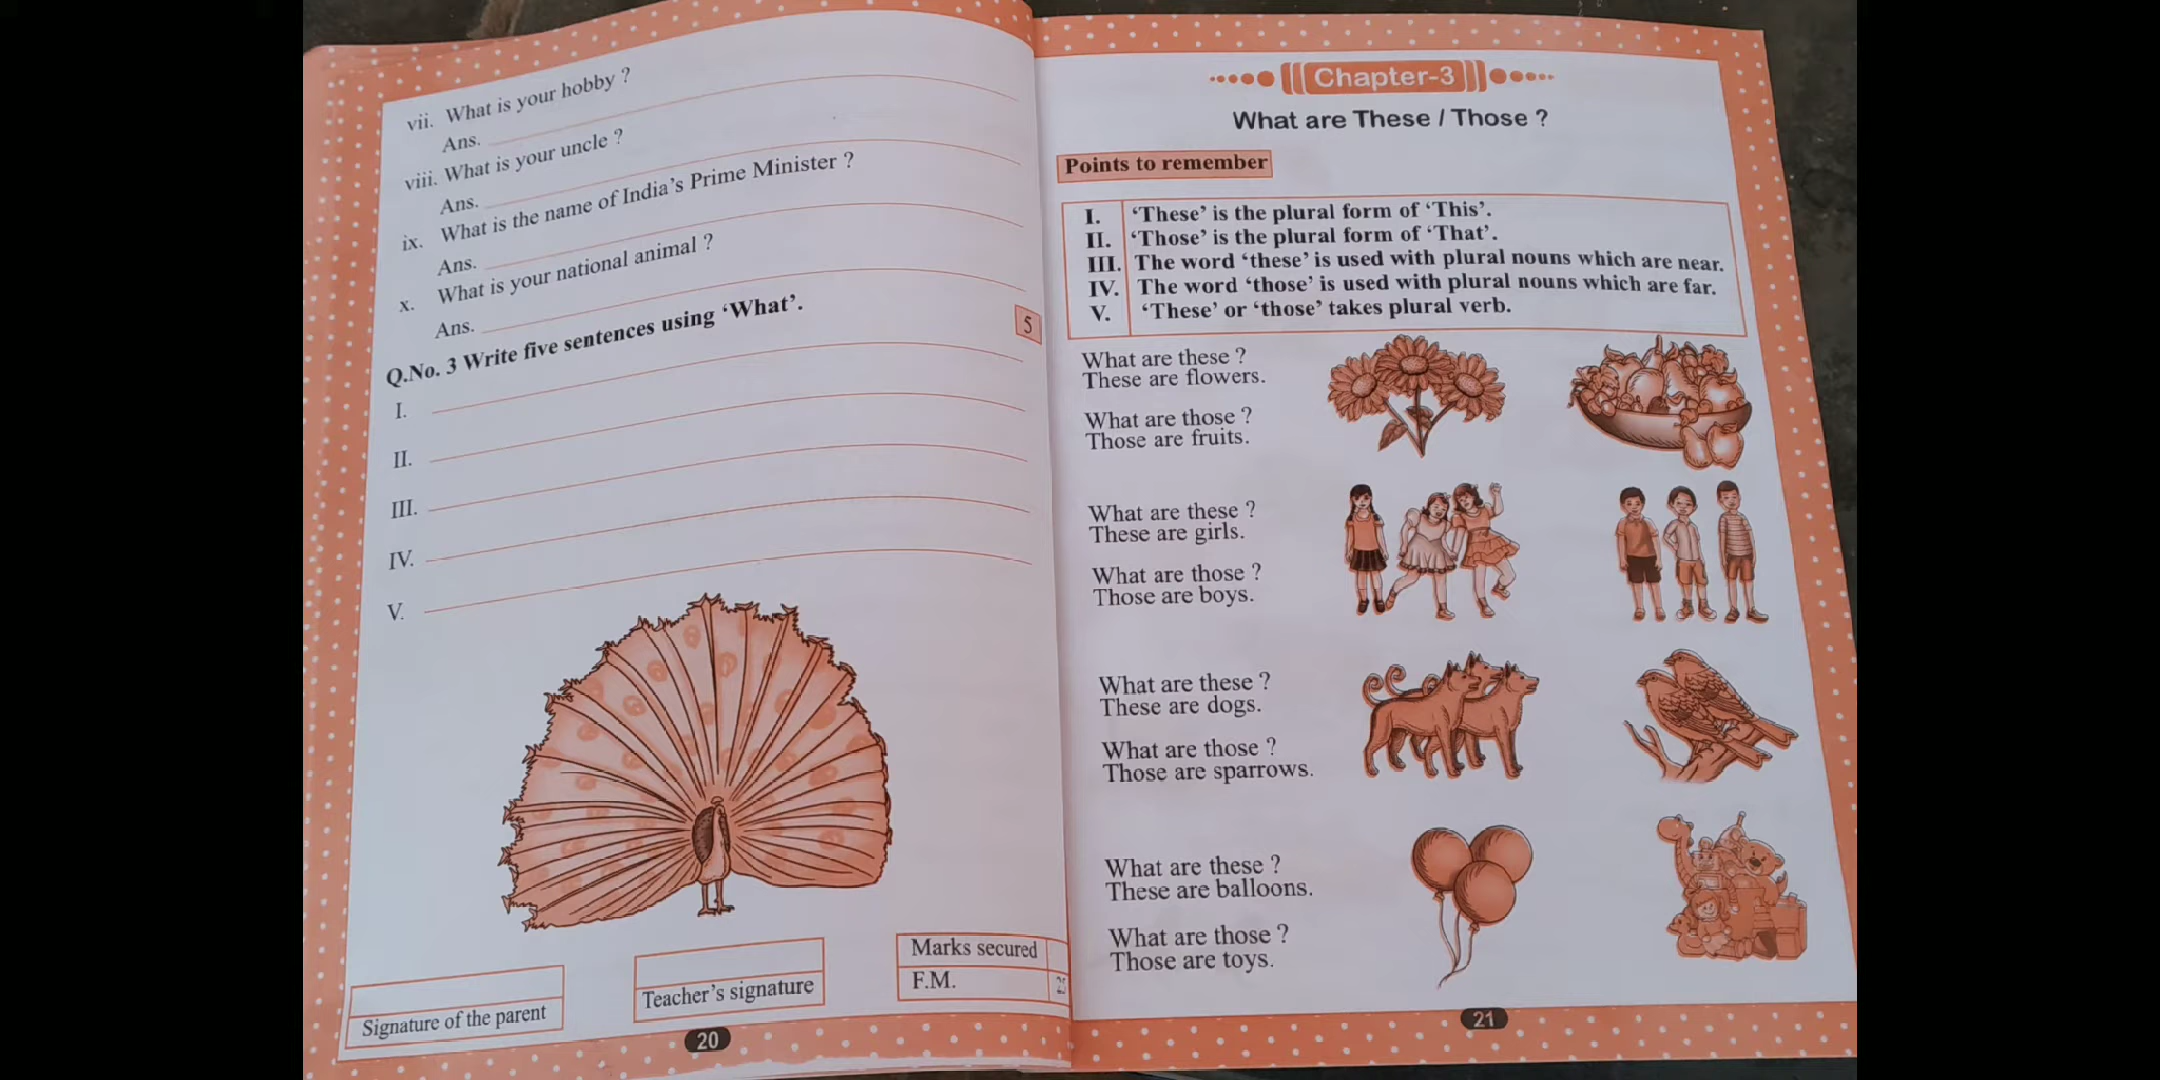 vii. What is your hobby ?
Ans.
viii. What is your uncle ?
Ans.
ix. What is the name of India's Prime Minister ?
Ans.
x. What is your national animal ?
Ans.
Q.No. 3 Write five sentences using 'What'.
5
I.
II.
III.
IV.
V.
Signature of the parent
Teacher's signature
Marks secured
F.M.
20
Chapter-3
What are These / Those ?
Points to remember
I. 'These' is the plural form of 'This'.
II. 'Those' is the plural form of 'That'.
III. The word 'these' is used with plural nouns which are near.
IV. The word 'those' is used with plural nouns which are far.
V. 'These' or 'those' takes plural verb.
What are these ?
These are flowers.
What are those ?
Those are fruits.
What are these ?
These are girls.
What are those ?
Those are boys.
What are these ?
These are dogs.
What are those ?
Those are sparrows.
What are these ?
These are balloons.
What are those ?
Those are toys.
21